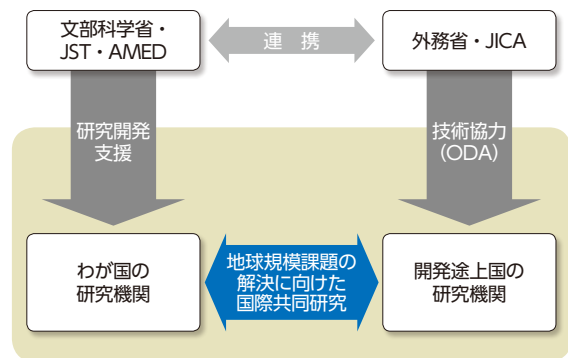 文部科学省・
JST・AMED
連携
外務省・JICA
研究開発
支援
技術協力
(ODA)
わが国の
研究機関
地球規模課題の
解決に向けた
国際共同研究
開発途上国の
研究機関